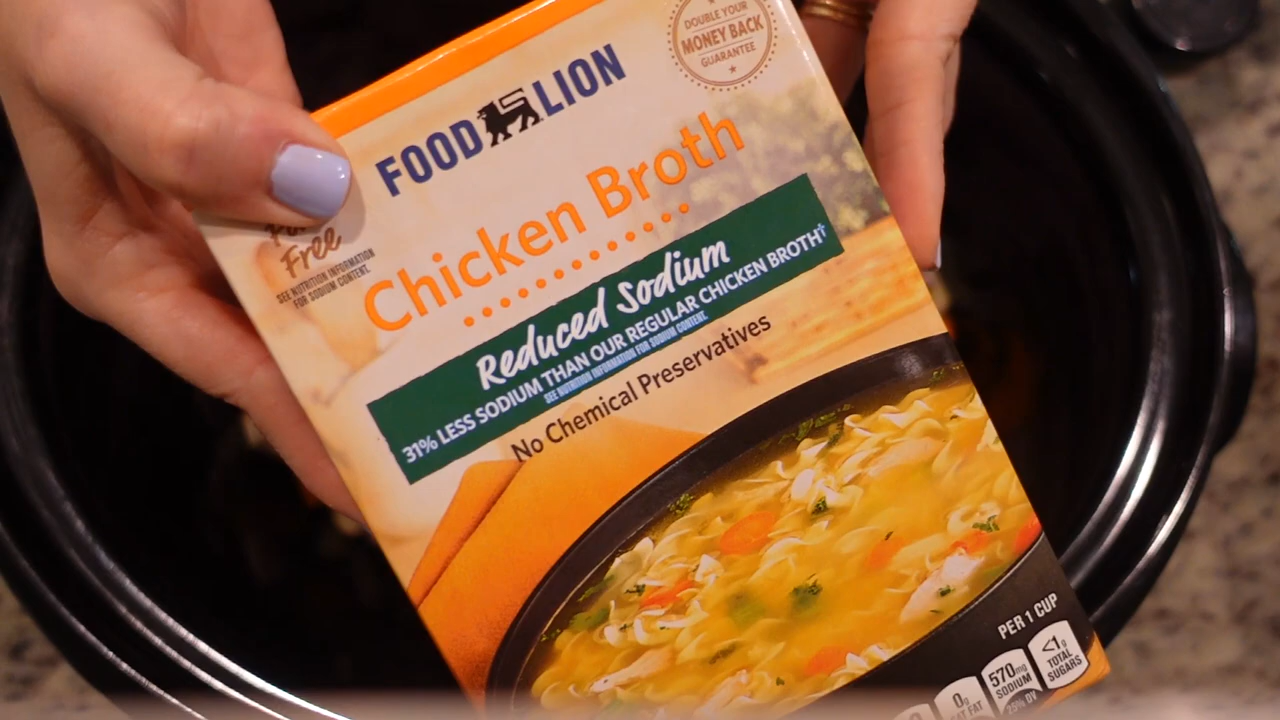 DOUBLE YOUR
MONEY BACK
GUARANTEE
FOOD LION
Chicken Broth
Free
SEE NUTRITION INFORMATION
FOR SODIUM CONTENT.
Reduced Sodium
31% LESS SODIUM THAN OUR REGULAR CHICKEN BROTH†
SEE NUTRITION INFORMATION FOR SODIUM CONTENT.
No Chemical Preservatives
PER 1 CUP
<1g
TOTAL
SUGARS
570mg
SODIUM
25% DV
0g
FAT